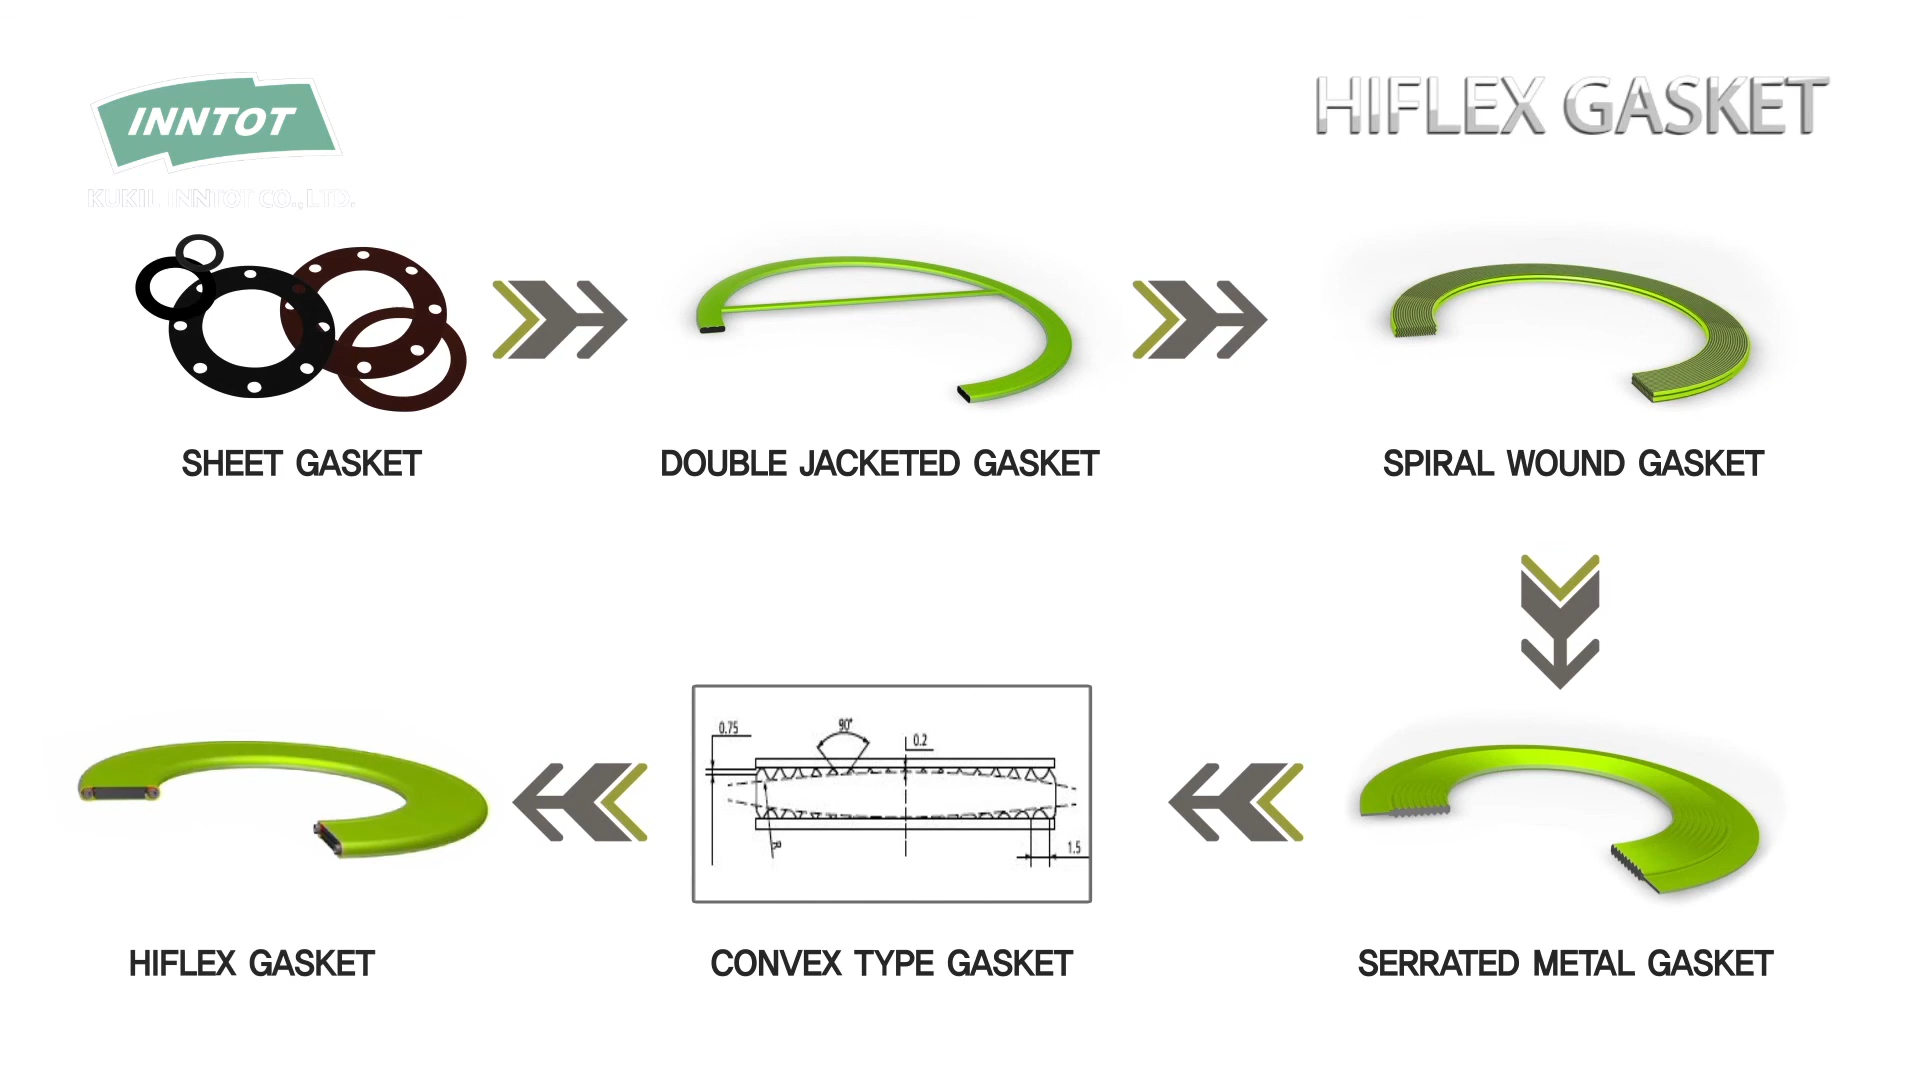 INNTOT
KUKIL INNTOT CO.,LTD.
HIFLEX GASKET
SHEET GASKET
DOUBLE JACKETED GASKET
SPIRAL WOUND GASKET
0.75
90°
0.2
R
1.5
HIFLEX GASKET
CONVEX TYPE GASKET
SERRATED METAL GASKET